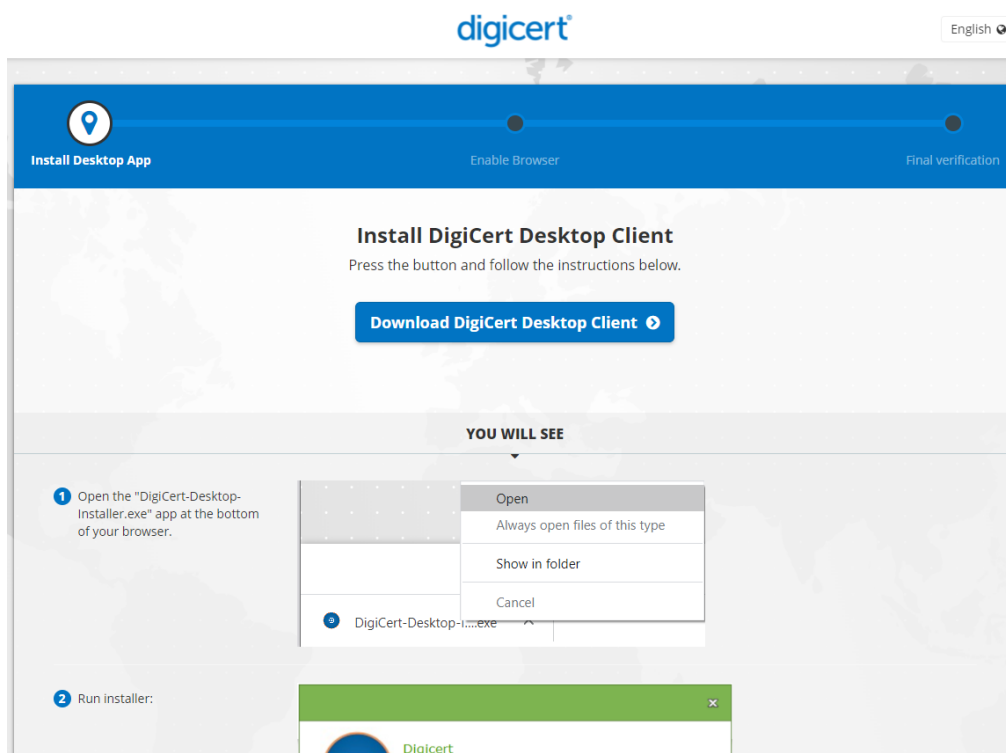 digicert®
English
Install Desktop App
Enable Browser
Final verification
Install DigiCert Desktop Client
Press the button and follow the instructions below.
Download DigiCert Desktop Client
YOU WILL SEE
1 Open the "DigiCert-Desktop-
Installer.exe" app at the bottom
of your browser.
Open
Always open files of this type
Show in folder
Cancel
DigiCert-Desktop-I....exe
2 Run installer:
Digicert